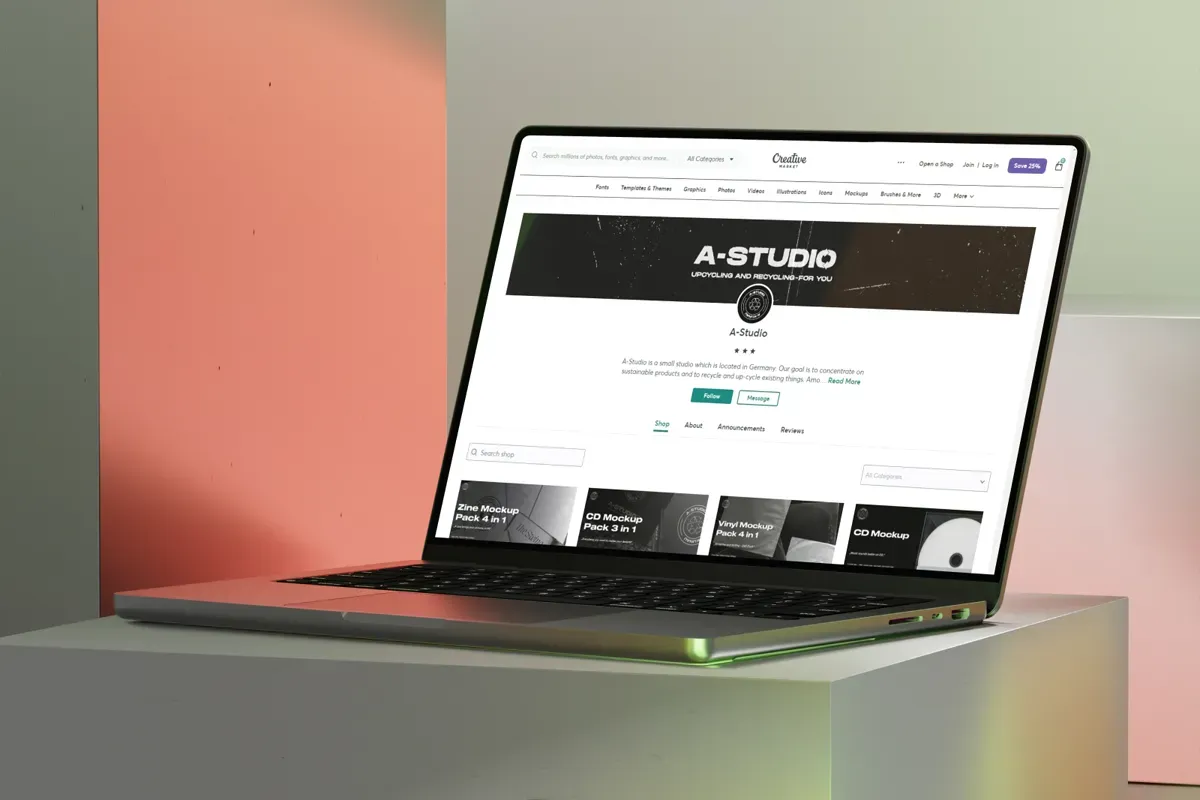 Search millions of photos, fonts, graphics, and more...
All Categories
Creative
MARKET
Open a Shop
Join | Log in
Save 25%
Fonts Templates & Themes Graphics Photos Videos Illustrations Icons Mockups Brushes & More 3D More
A-STUDIO
UPCYCLING AND RECYCLING-FOR YOU
A-Studio
A-Studio is a small studio which is located in Germany. Our goal is to concentrate on
sustainable products and to recycle and up-cycle existing things. Amo... Read More
Follow
Message
Shop About Announcements Reviews
Search shop
All Categories
Zine Mockup
Pack 4 in 1
CD Mockup
Pack 3 in 1
Vinyl Mockup
Pack 4 in 1
CD Mockup